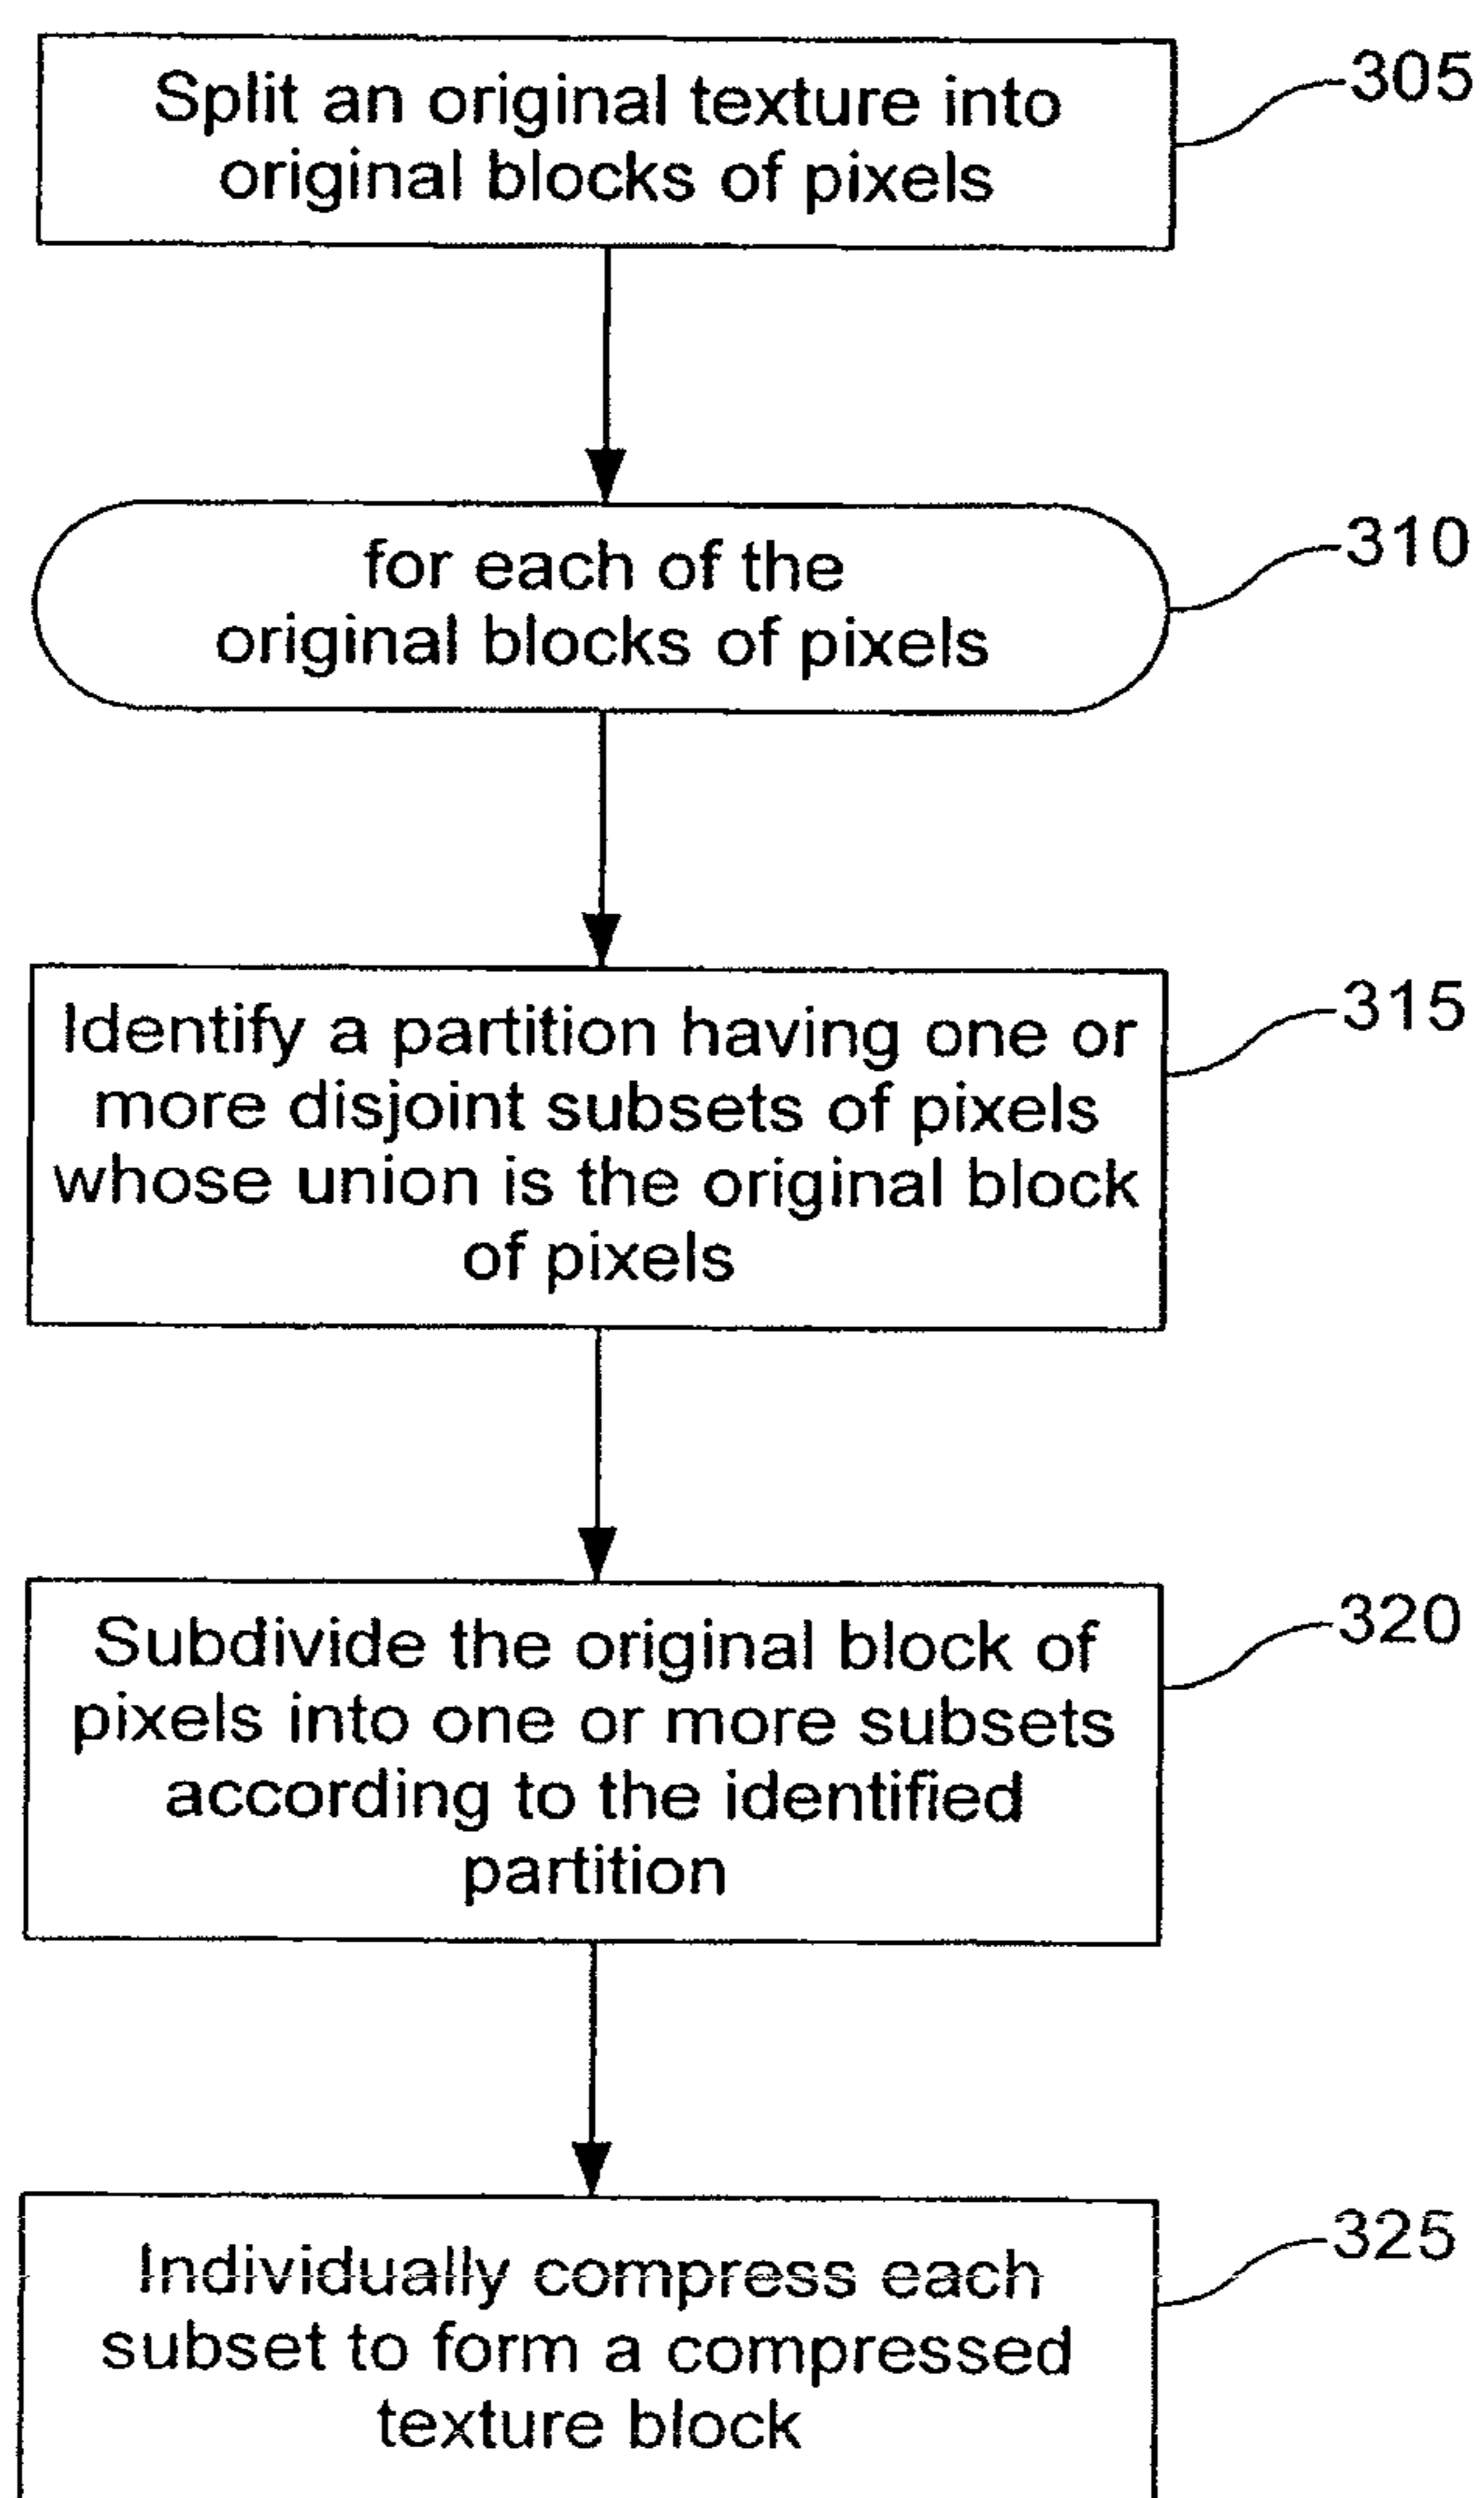 Split an original texture into
original blocks of pixels
305
for each of the
original blocks of pixels
310
Identify a partition having one or
more disjoint subsets of pixels
whose union is the original block
of pixels
315
Subdivide the original block of
pixels into one or more subsets
according to the identified
partition
320
Individually compress each
subset to form a compressed
texture block
325